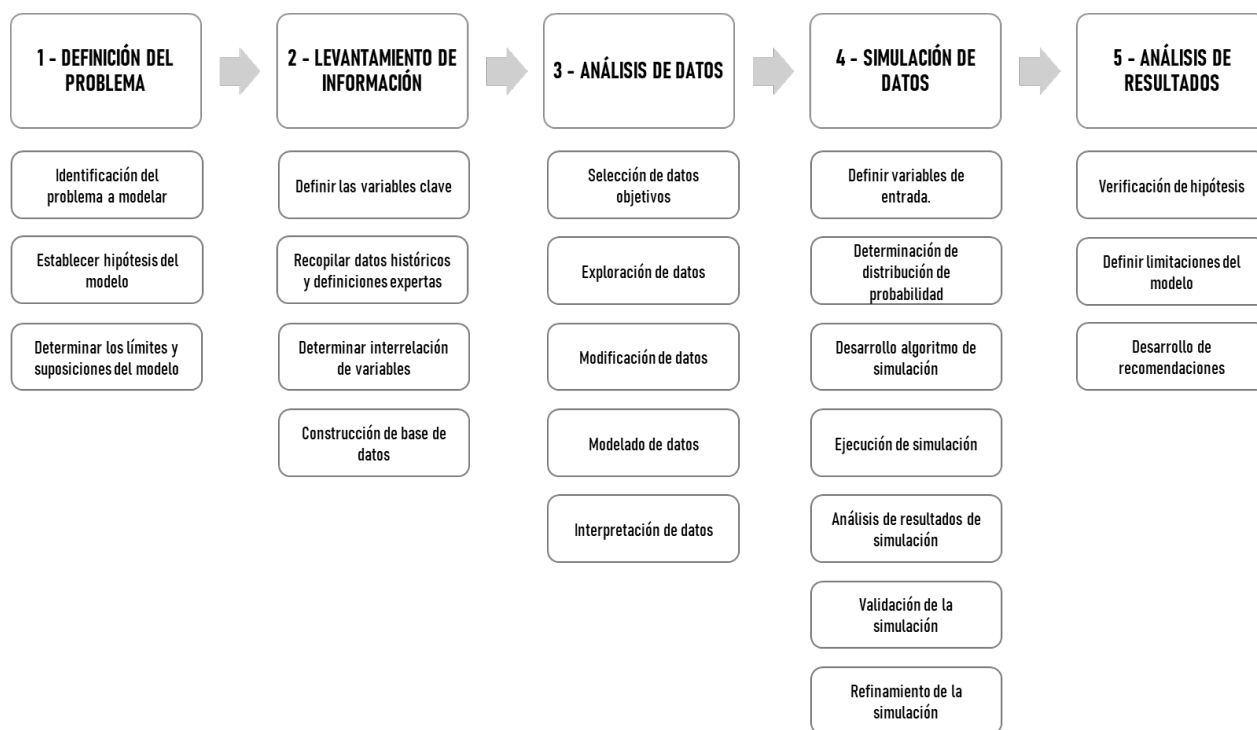 1 - DEFINICIÓN DEL
PROBLEMA
2 - LEVANTAMIENTO DE
INFORMACIÓN
3 - ANÁLISIS DE DATOS
4 - SIMULACIÓN DE
DATOS
5 - ANÁLISIS DE
RESULTADOS
Identificación del
problema a modelar
Establecer hipótesis del
modelo
Determinar los límites y
suposiciones del modelo
Definir las variables clave
Recopilar datos históricos
y definiciones expertas
Determinar interrelación
de variables
Construcción de base de
datos
Selección de datos
objetivos
Exploración de datos
Modificación de datos
Modelado de datos
Interpretación de datos
Definir variables de
entrada.
Determinación de
distribución de
probabilidad
Desarrollo algoritmo de
simulación
Ejecución de simulación
Análisis de resultados de
simulación
Validación de la
simulación
Refinamiento de la
simulación
Verificación de hipótesis
Definir limitaciones del
modelo
Desarrollo de
recomendaciones